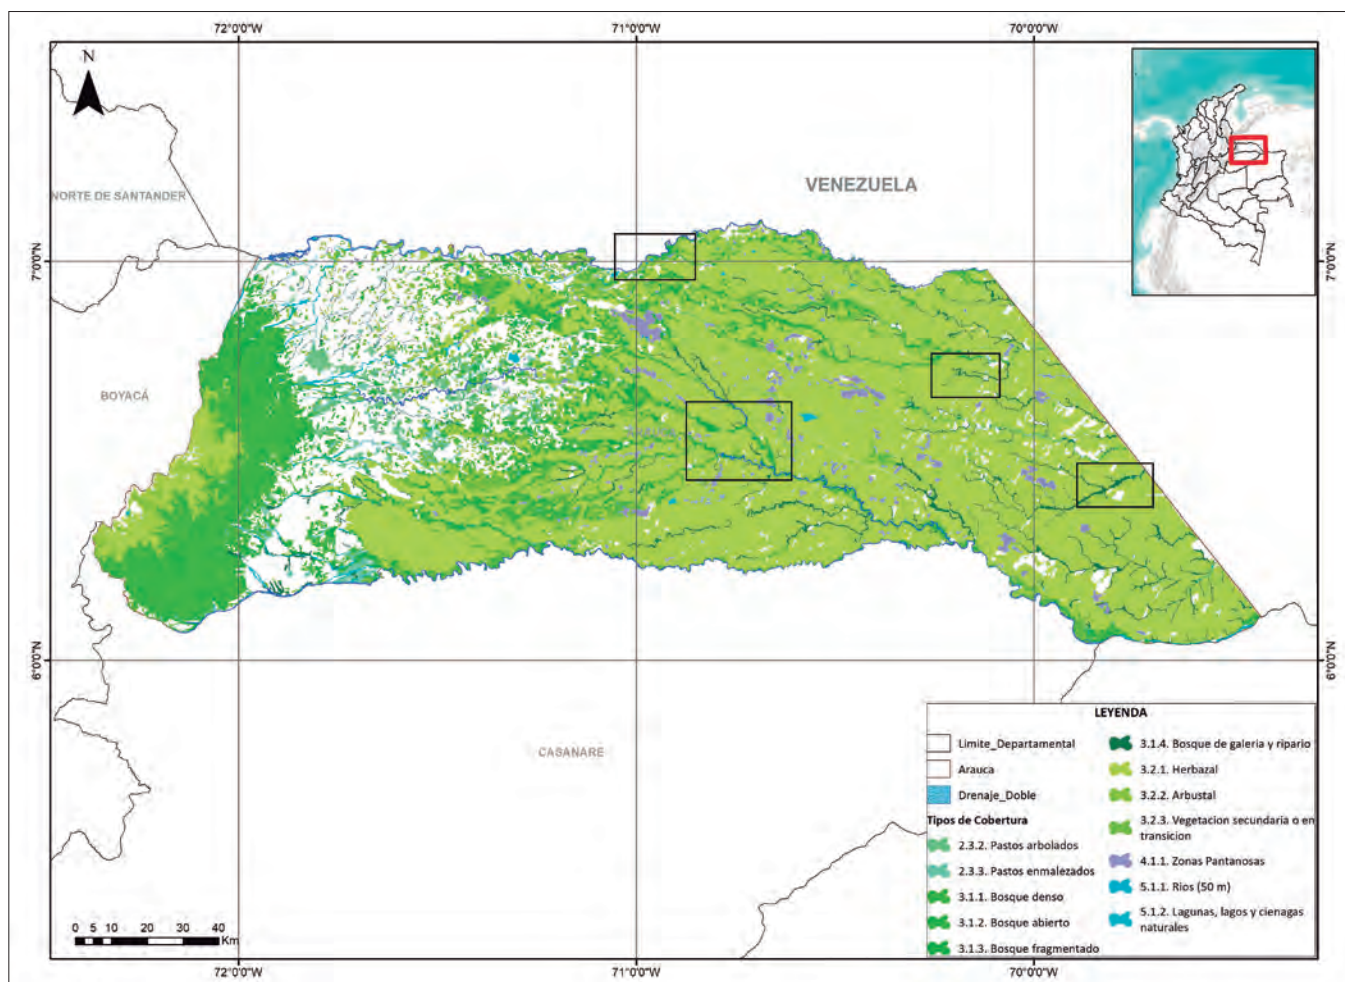 72°0'0"W
71°0'0"W
70°0'0"W
N
NORTE DE SANTANDER
VENEZUELA
7°0'0"N
7°0'0"N
BOYACÁ
6°0'0"N
6°0'0"N
CASANARE
LEYENDA
Limite_Departamental
Arauca
Drenaje_Doble
Tipos de Cobertura
2.3.2. Pastos arbolados
2.3.3. Pastos enmalezados
3.1.1. Bosque denso
3.1.2. Bosque abierto
3.1.3. Bosque fragmentado
3.1.4. Bosque de galeria y ripario
3.2.1. Herbazal
3.2.2. Arbustal
3.2.3. Vegetacion secundaria o en
transicion
4.1.1. Zonas Pantanosas
5.1.1. Rios (50 m)
5.1.2. Lagunas, lagos y cienagas
naturales
0 5 10 20 30 40
Km
72°0'0"W
71°0'0"W
70°0'0"W